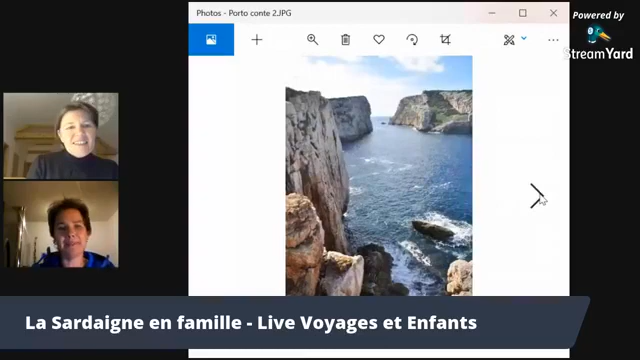 Photos - Porto conte 2.JPG
Powered by
StreamYard
La Sardaigne en famille - Live Voyages et Enfants